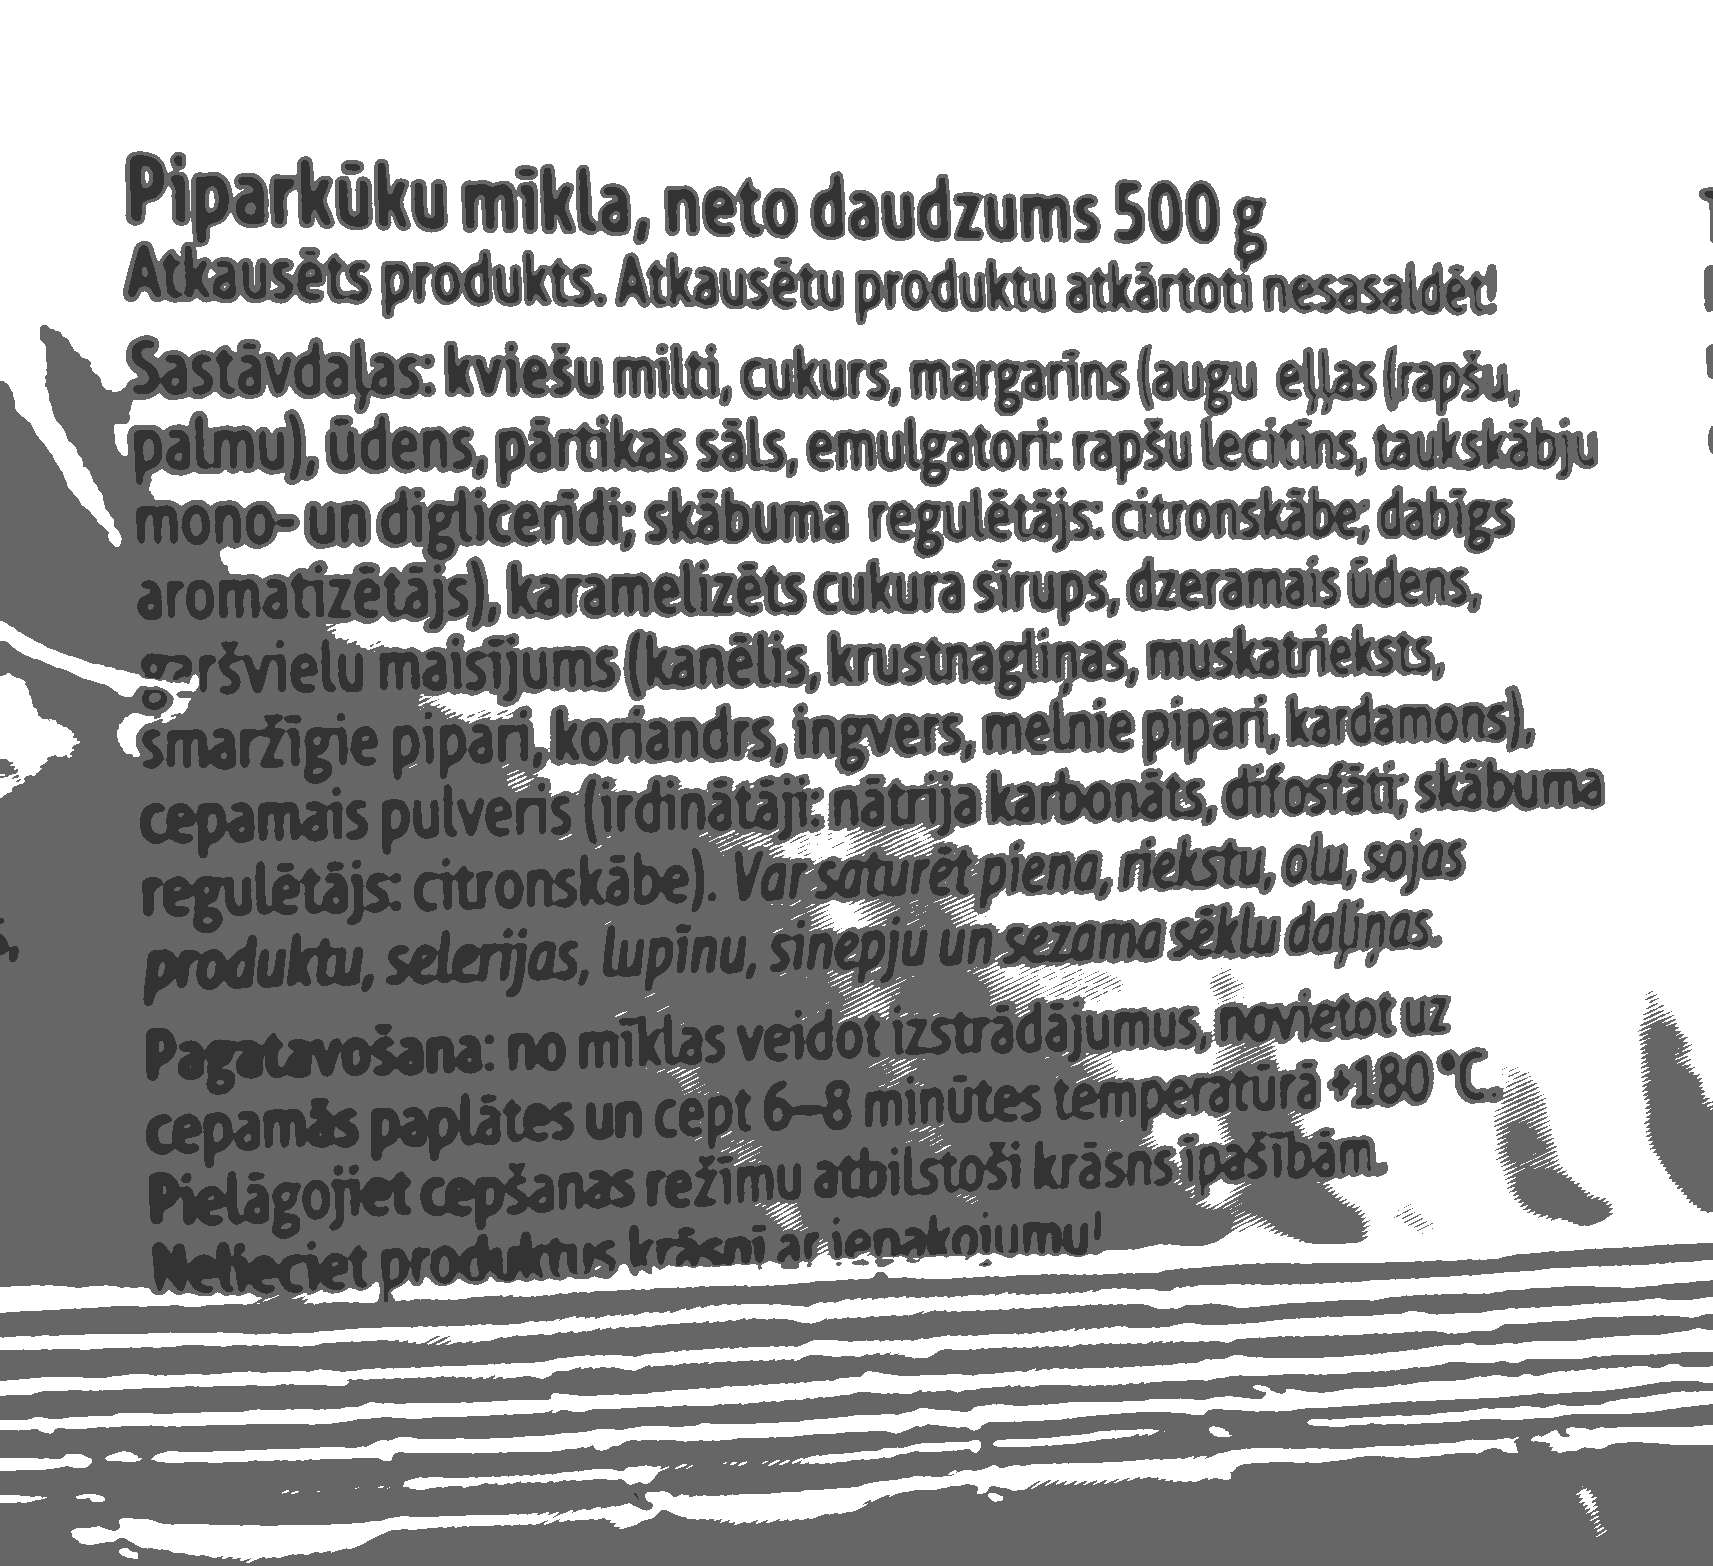 Piparkūku mīkla, neto daudzums 500 g
Atkausēts produkts. Atkausētu produktu atkārtoti nesasaldēt!
Sastāvdaļas: kviešu milti, cukurs, margarīns (augu eļļas (rapšu,
palmu), ūdens, pārtikas sāls, emulgatori: rapšu lecitīns, taukskābju
mono- un diglicerīdi; skābuma regulētājs: citronskābe; dabīgs
aromatizētājs), karamelizēts cukura sīrups, dzeramais ūdens,
garšvielu maisījums (kanēlis, krustnagliņas, muskatrieksts,
smaržīgie pipari, koriandrs, ingvers, melnie pipari, kardamons),
cepamais pulveris (irdinātāji: nātrija karbonāts, difosfāti; skābuma
regulētājs: citronskābe). Var saturēt piena, riekstu, olu, sojas
produktu, selerijas, lupīnu, sinepju un sezama sēklu daļiņas.
Pagatavošana: no mīklas veidot izstrādājumus, novietot uz
cepamās paplātes un cept 6–8 minūtes temperatūrā +180 °C.
Pielāgojiet cepšanas režīmu atbilstoši krāsns īpašībām.
Nelieciet produktus krāsnī ar iepakojumu!